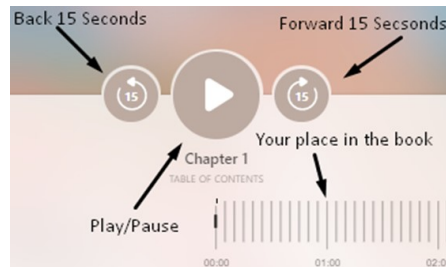 Back 15 Seconds
Forward 15 Secsonds
15
15
Your place in the book
Chapter 1
TABLE OF CONTENTS
Play/Pause
00:00
01:00
02:0